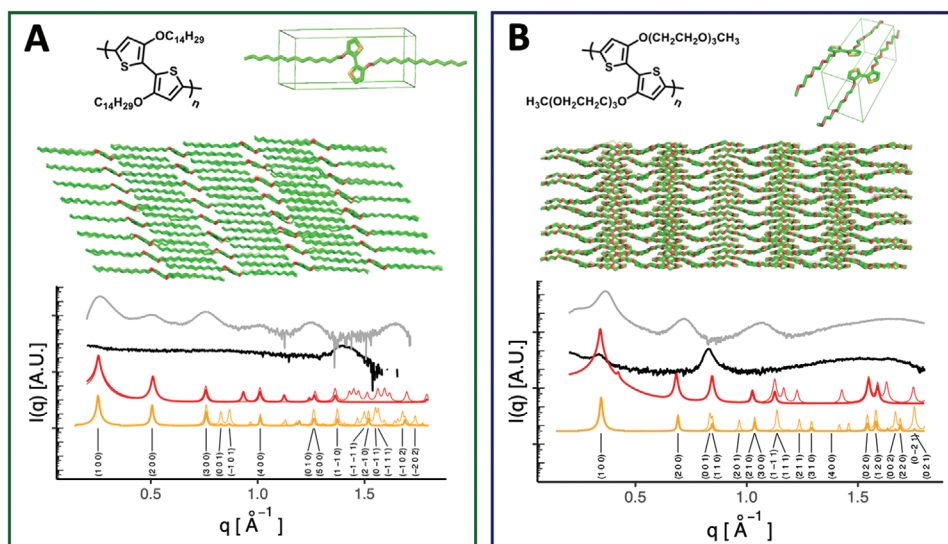 A
OC₁₄H₂₉
S
S
n
C₁₄H₂₉O
I(q) [A.U.]
(1 0 0)
(2 0 0)
(3 0 0)
(0 0 1)
(-1 0 1)
(4 0 0)
(0 1 0)
(5 0 0)
(1 -1 0)
(-1 -1 1)
(2 -1 0)
(0 -1 1)
(-1 1 1)
(-1 0 2)
(-2 0 2)
0.5
1.0
1.5
q [ Å⁻¹ ]
B
O(CH₂CH₂O)₃CH₃
S
S
n
H₃C(OH₂CH₂C)₃O
I(q) [A.U.]
(1 0 0)
(2 0 0)
(0 0 1)
(1 1 0)
(2 0 1)
(2 1 0)
(3 0 0)
(1 -1 1)
(1 1 1)
(2 1 1)
(3 1 0)
(4 0 0)
(0 2 0)
(1 2 0)
(0 0 2)
(2 2 0)
(0 -2 1)
(0 2 1)
0.5
1.0
1.5
q [ Å⁻¹ ]